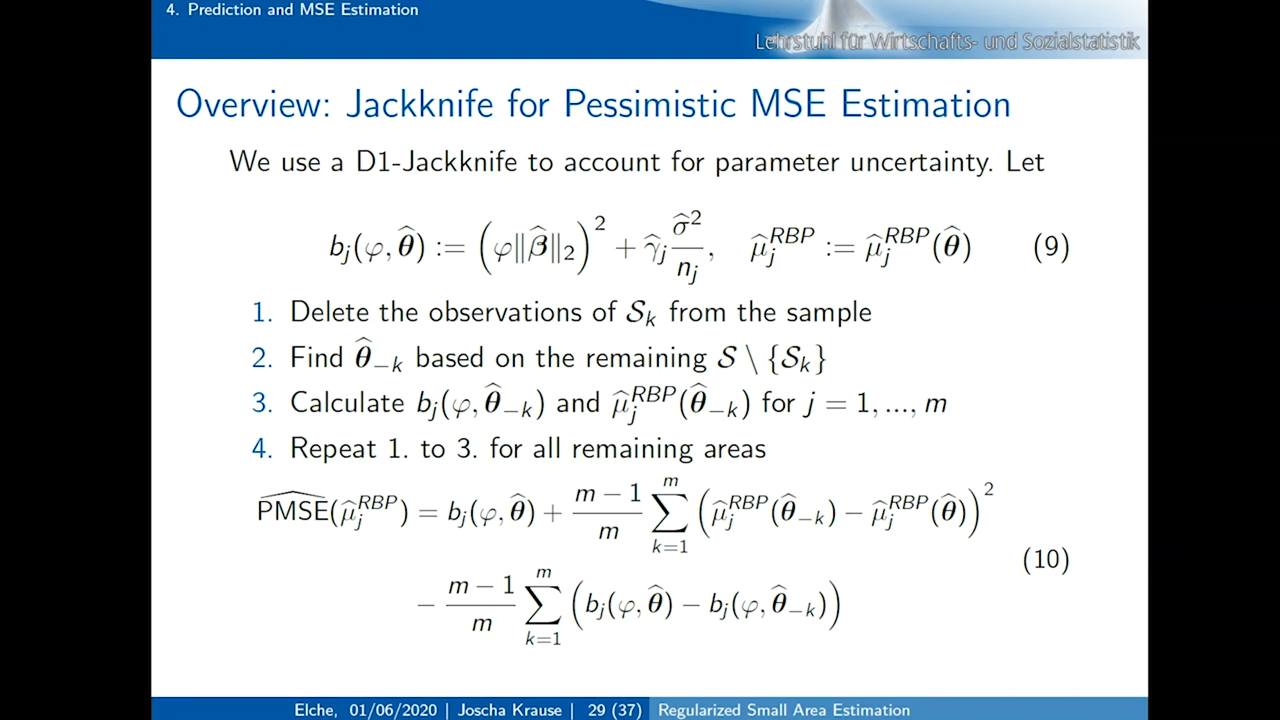 4. Prediction and MSE Estimation
Lehrstuhl für Wirtschafts- und Sozialstatistik
Overview: Jackknife for Pessimistic MSE Estimation
We use a D1-Jackknife to account for parameter uncertainty. Let
b_j(φ, θ̂) := (φ‖β̂‖₂)² + γ̂_j σ̂²/n_j, μ̂_j^RBP := μ̂_j^RBP(θ̂) (9)
1. Delete the observations of 𝒮_k from the sample
2. Find θ̂_−k based on the remaining 𝒮 \ {𝒮_k}
3. Calculate b_j(φ, θ̂_−k) and μ̂_j^RBP(θ̂_−k) for j = 1, ..., m
4. Repeat 1. to 3. for all remaining areas
P̂MSE(μ̂_j^RBP) = b_j(φ, θ̂) + (m − 1)/m ∑_{k=1}^{m} (μ̂_j^RBP(θ̂_−k) − μ̂_j^RBP(θ̂))²
(10)
− (m − 1)/m ∑_{k=1}^{m} (b_j(φ, θ̂) − b_j(φ, θ̂_−k))
Elche, 01/06/2020 | Joscha Krause | 29 (37) Regularized Small Area Estimation